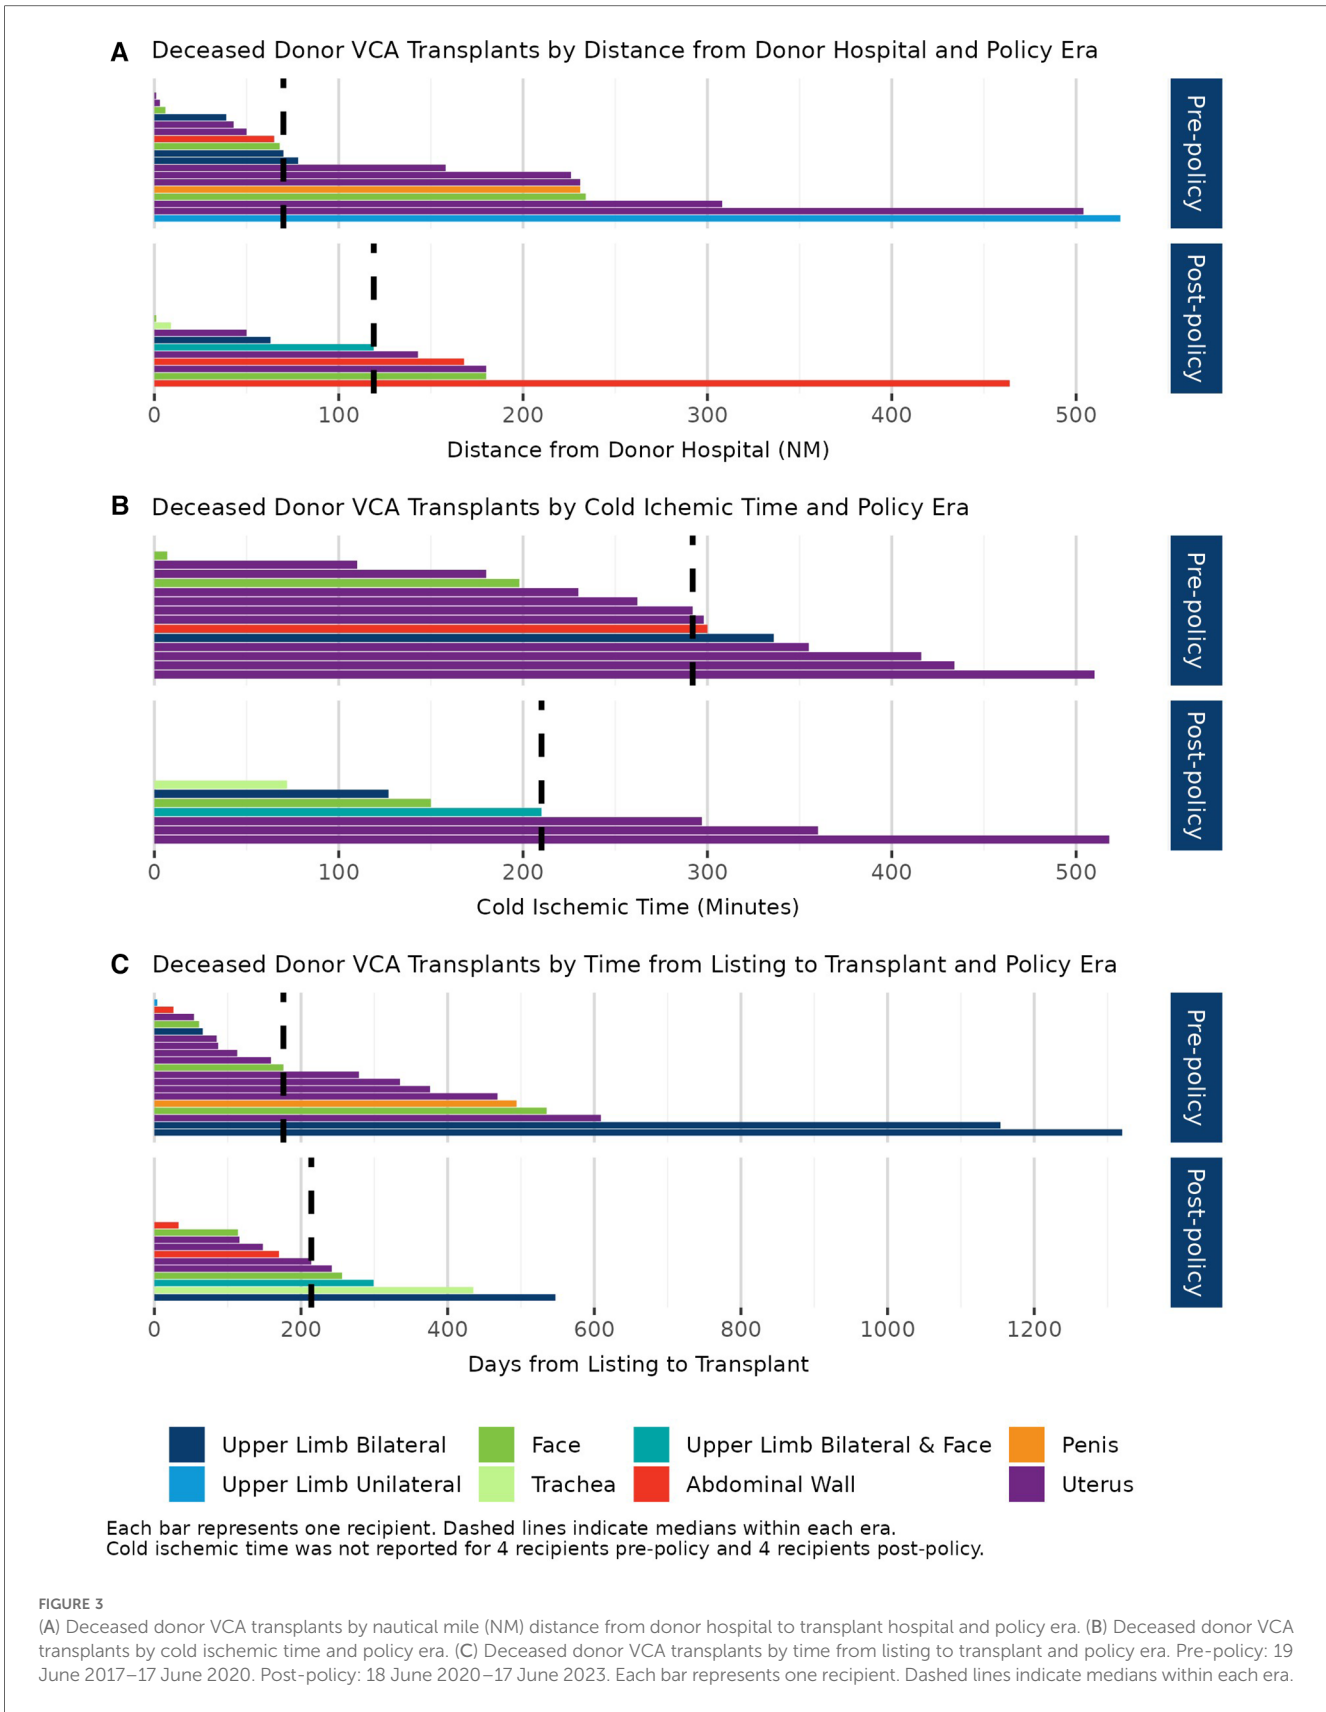 A Deceased Donor VCA Transplants by Distance from Donor Hospital and Policy Era
Pre-policy
Post-policy
0 100 200 300 400 500
Distance from Donor Hospital (NM)
B Deceased Donor VCA Transplants by Cold Ichemic Time and Policy Era
Pre-policy
Post-policy
0 100 200 300 400 500
Cold Ischemic Time (Minutes)
C Deceased Donor VCA Transplants by Time from Listing to Transplant and Policy Era
Pre-policy
Post-policy
0 200 400 600 800 1000 1200
Days from Listing to Transplant
Upper Limb Bilateral Face Upper Limb Bilateral & Face Penis
Upper Limb Unilateral Trachea Abdominal Wall Uterus
Each bar represents one recipient. Dashed lines indicate medians within each era.
Cold ischemic time was not reported for 4 recipients pre-policy and 4 recipients post-policy.
FIGURE 3
(A) Deceased donor VCA transplants by nautical mile (NM) distance from donor hospital to transplant hospital and policy era. (B) Deceased donor VCA
transplants by cold ischemic time and policy era. (C) Deceased donor VCA transplants by time from listing to transplant and policy era. Pre-policy: 19
June 2017–17 June 2020. Post-policy: 18 June 2020–17 June 2023. Each bar represents one recipient. Dashed lines indicate medians within each era.